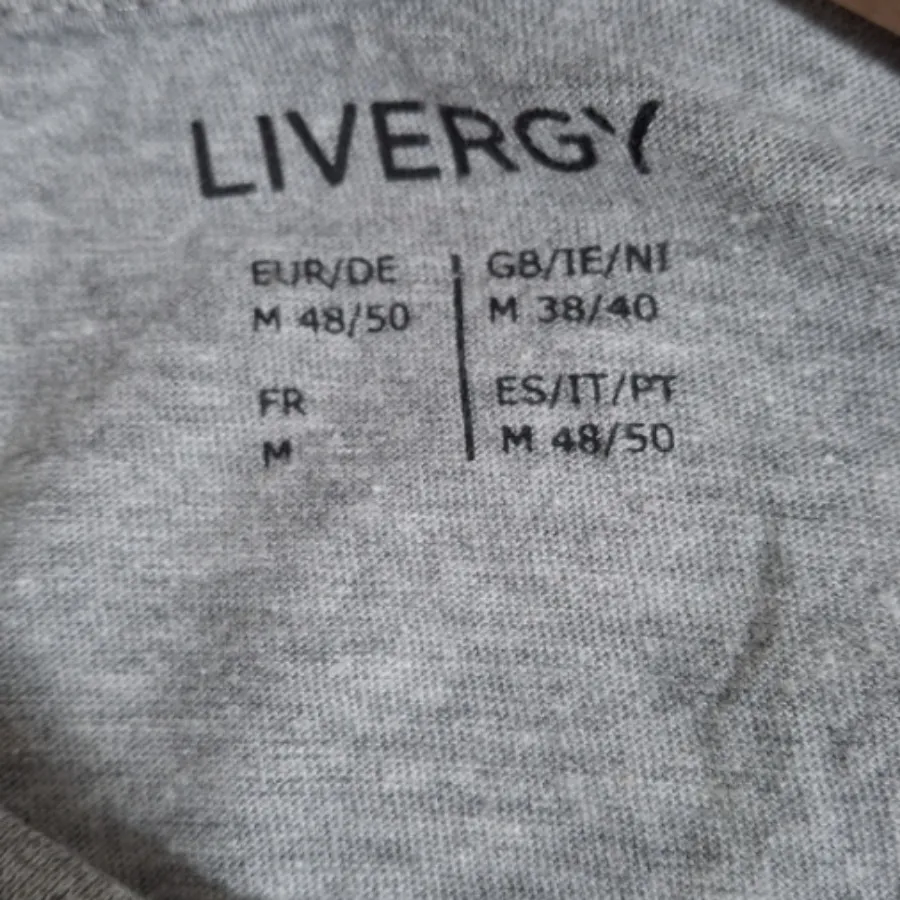 LIVERGY
EUR/DE
M 48/50
FR
M
GB/IE/NI
M 38/40
ES/IT/PT
M 48/50